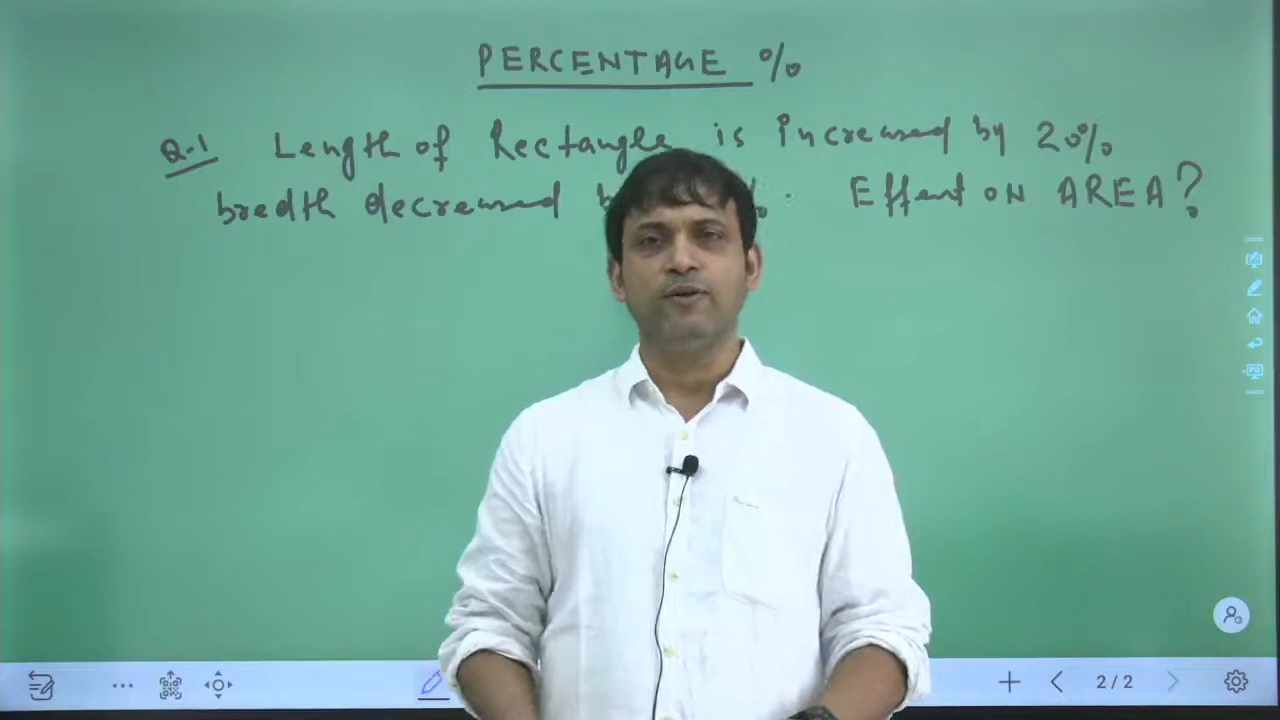 PERCENTAGE %
Q-1 Length of Rectangle is increased by 20%
bredth decreased %. Effect on AREA?
2/2